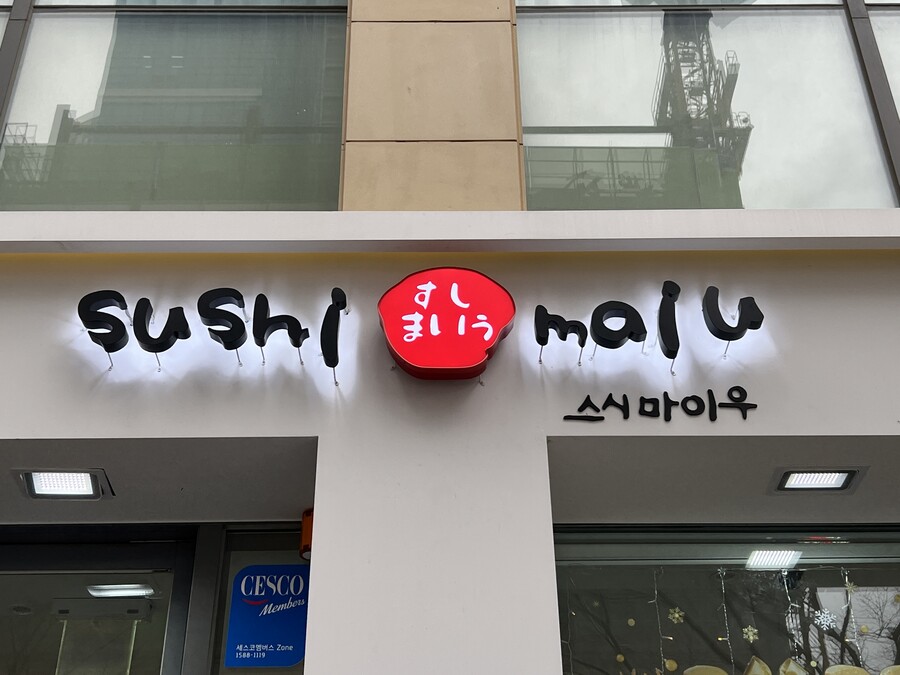 sushi
すし
まいう
maiu
스시마이우
CESCO
Members
세스코멤버스 Zone
1588-1119